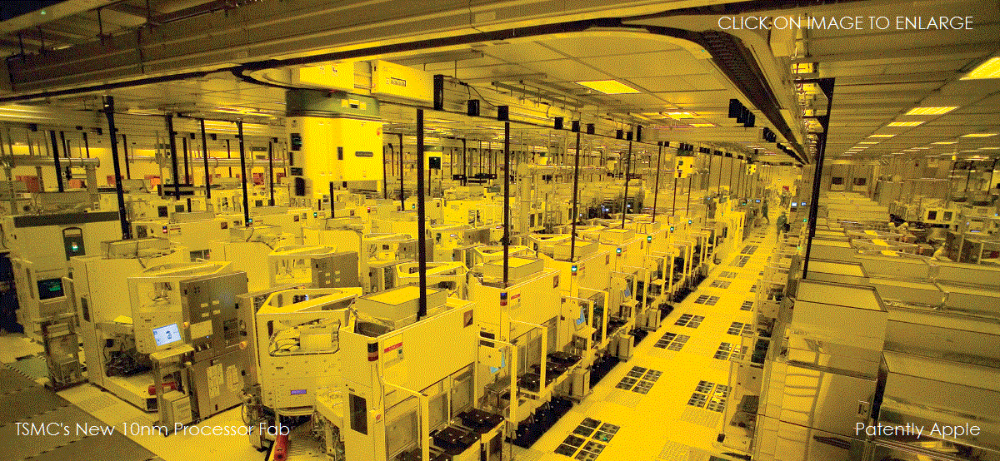 CLICK ON IMAGE TO ENLARGE
TSMC's New 10nm Processor Fab
Patently Apple